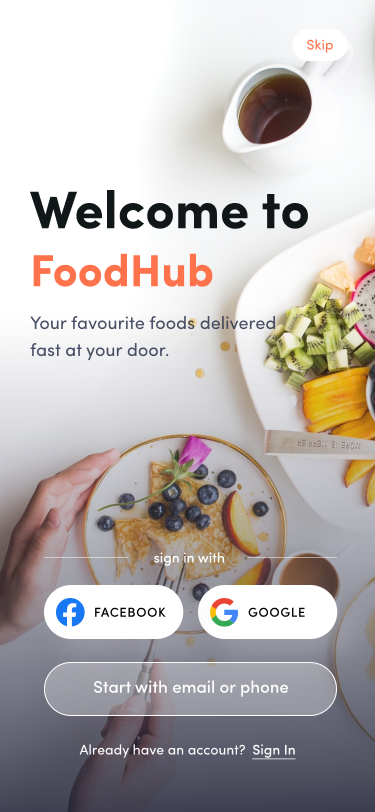 Skip
Welcome to
FoodHub
Your favourite foods delivered
fast at your door.
sign in with
FACEBOOK
GOOGLE
Start with email or phone
Already have an account? Sign In